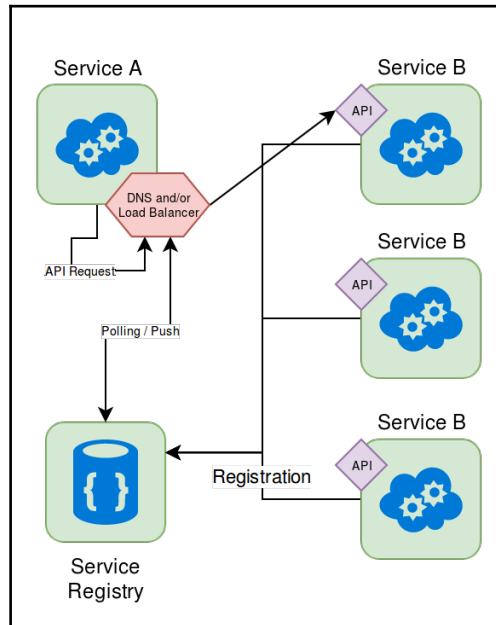 Service A
Service B
API
DNS and/or
Load Balancer
API Request
Service B
API
Polling / Push
Service B
API
Registration
Service
Registry